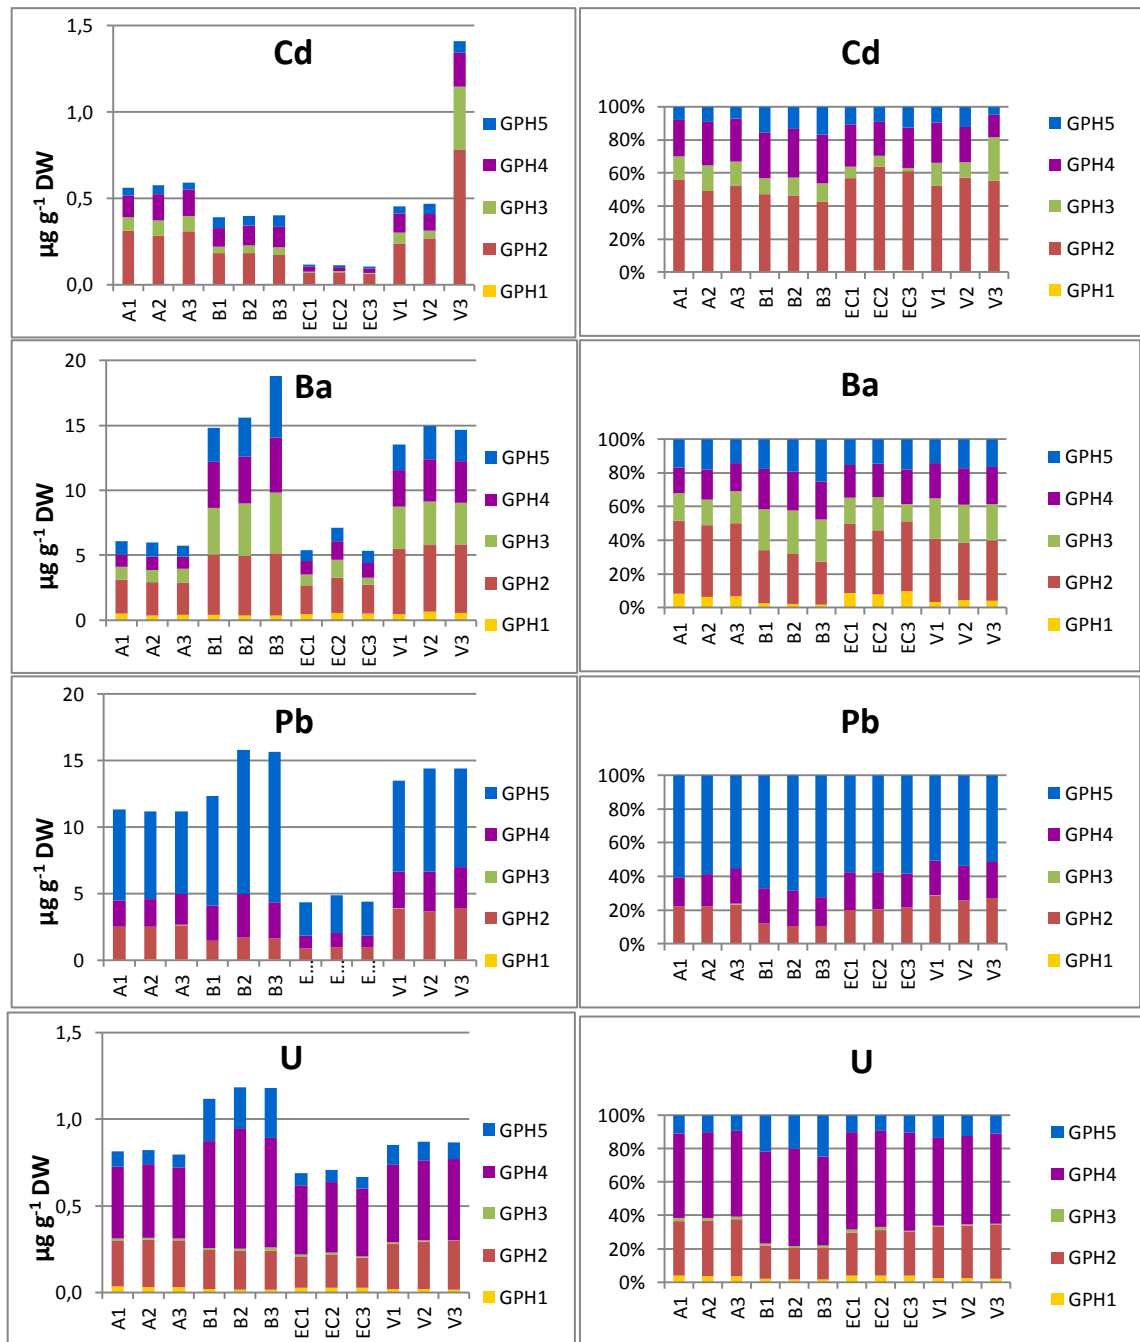 Cd
µg g-1 DW
1,5
1,0
0,5
0,0
A1 A2 A3 B1 B2 B3 EC1 EC2 EC3 V1 V2 V3
GPH5
GPH4
GPH3
GPH2
GPH1
Cd
100%
80%
60%
40%
20%
0%
A1 A2 A3 B1 B2 B3 EC1 EC2 EC3 V1 V2 V3
GPH5
GPH4
GPH3
GPH2
GPH1
Ba
µg g-1 DW
20
15
10
5
0
A1 A2 A3 B1 B2 B3 EC1 EC2 EC3 V1 V2 V3
GPH5
GPH4
GPH3
GPH2
GPH1
Ba
100%
80%
60%
40%
20%
0%
A1 A2 A3 B1 B2 B3 EC1 EC2 EC3 V1 V2 V3
GPH5
GPH4
GPH3
GPH2
GPH1
Pb
µg g-1 DW
20
15
10
5
0
A1 A2 A3 B1 B2 B3 E... E... E... V1 V2 V3
GPH5
GPH4
GPH3
GPH2
GPH1
Pb
100%
80%
60%
40%
20%
0%
A1 A2 A3 B1 B2 B3 EC1 EC2 EC3 V1 V2 V3
GPH5
GPH4
GPH3
GPH2
GPH1
U
µg g-1 DW
1,5
1,0
0,5
0,0
A1 A2 A3 B1 B2 B3 EC1 EC2 EC3 V1 V2 V3
GPH5
GPH4
GPH3
GPH2
GPH1
U
100%
80%
60%
40%
20%
0%
A1 A2 A3 B1 B2 B3 EC1 EC2 EC3 V1 V2 V3
GPH5
GPH4
GPH3
GPH2
GPH1